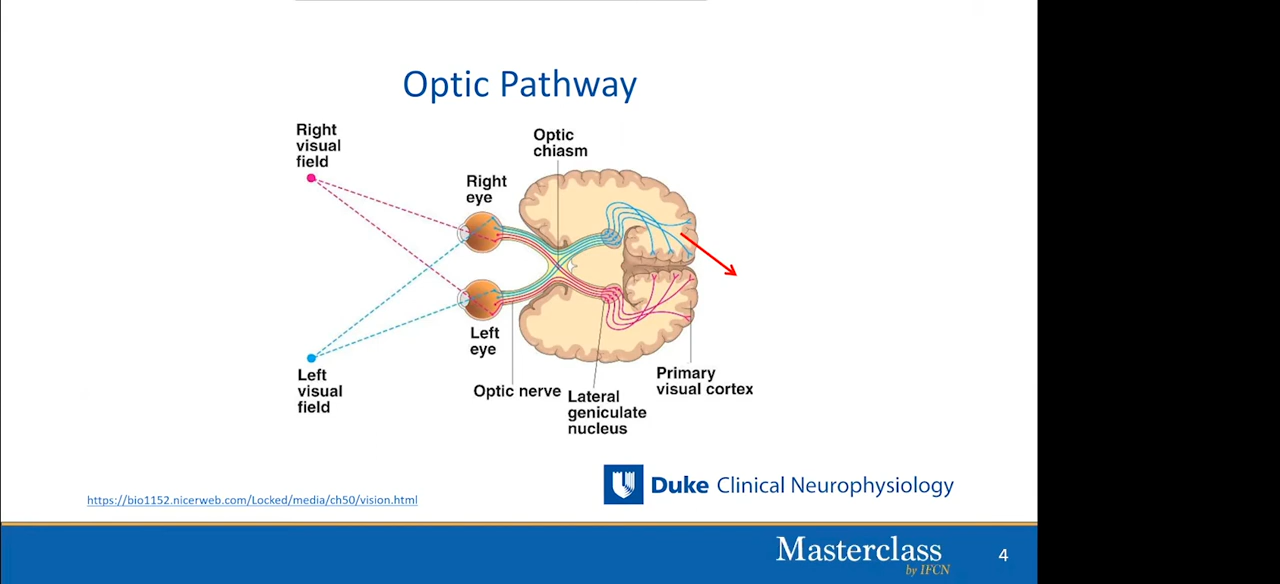 Optic Pathway
Right
visual
field
Optic
chiasm
Right
eye
Left
eye
Left
visual
field
Optic nerve
Lateral
geniculate
nucleus
Primary
visual cortex
https://bio1152.nicerweb.com/Locked/media/ch50/vision.html
Duke Clinical Neurophysiology
Masterclass
by IFCN
4